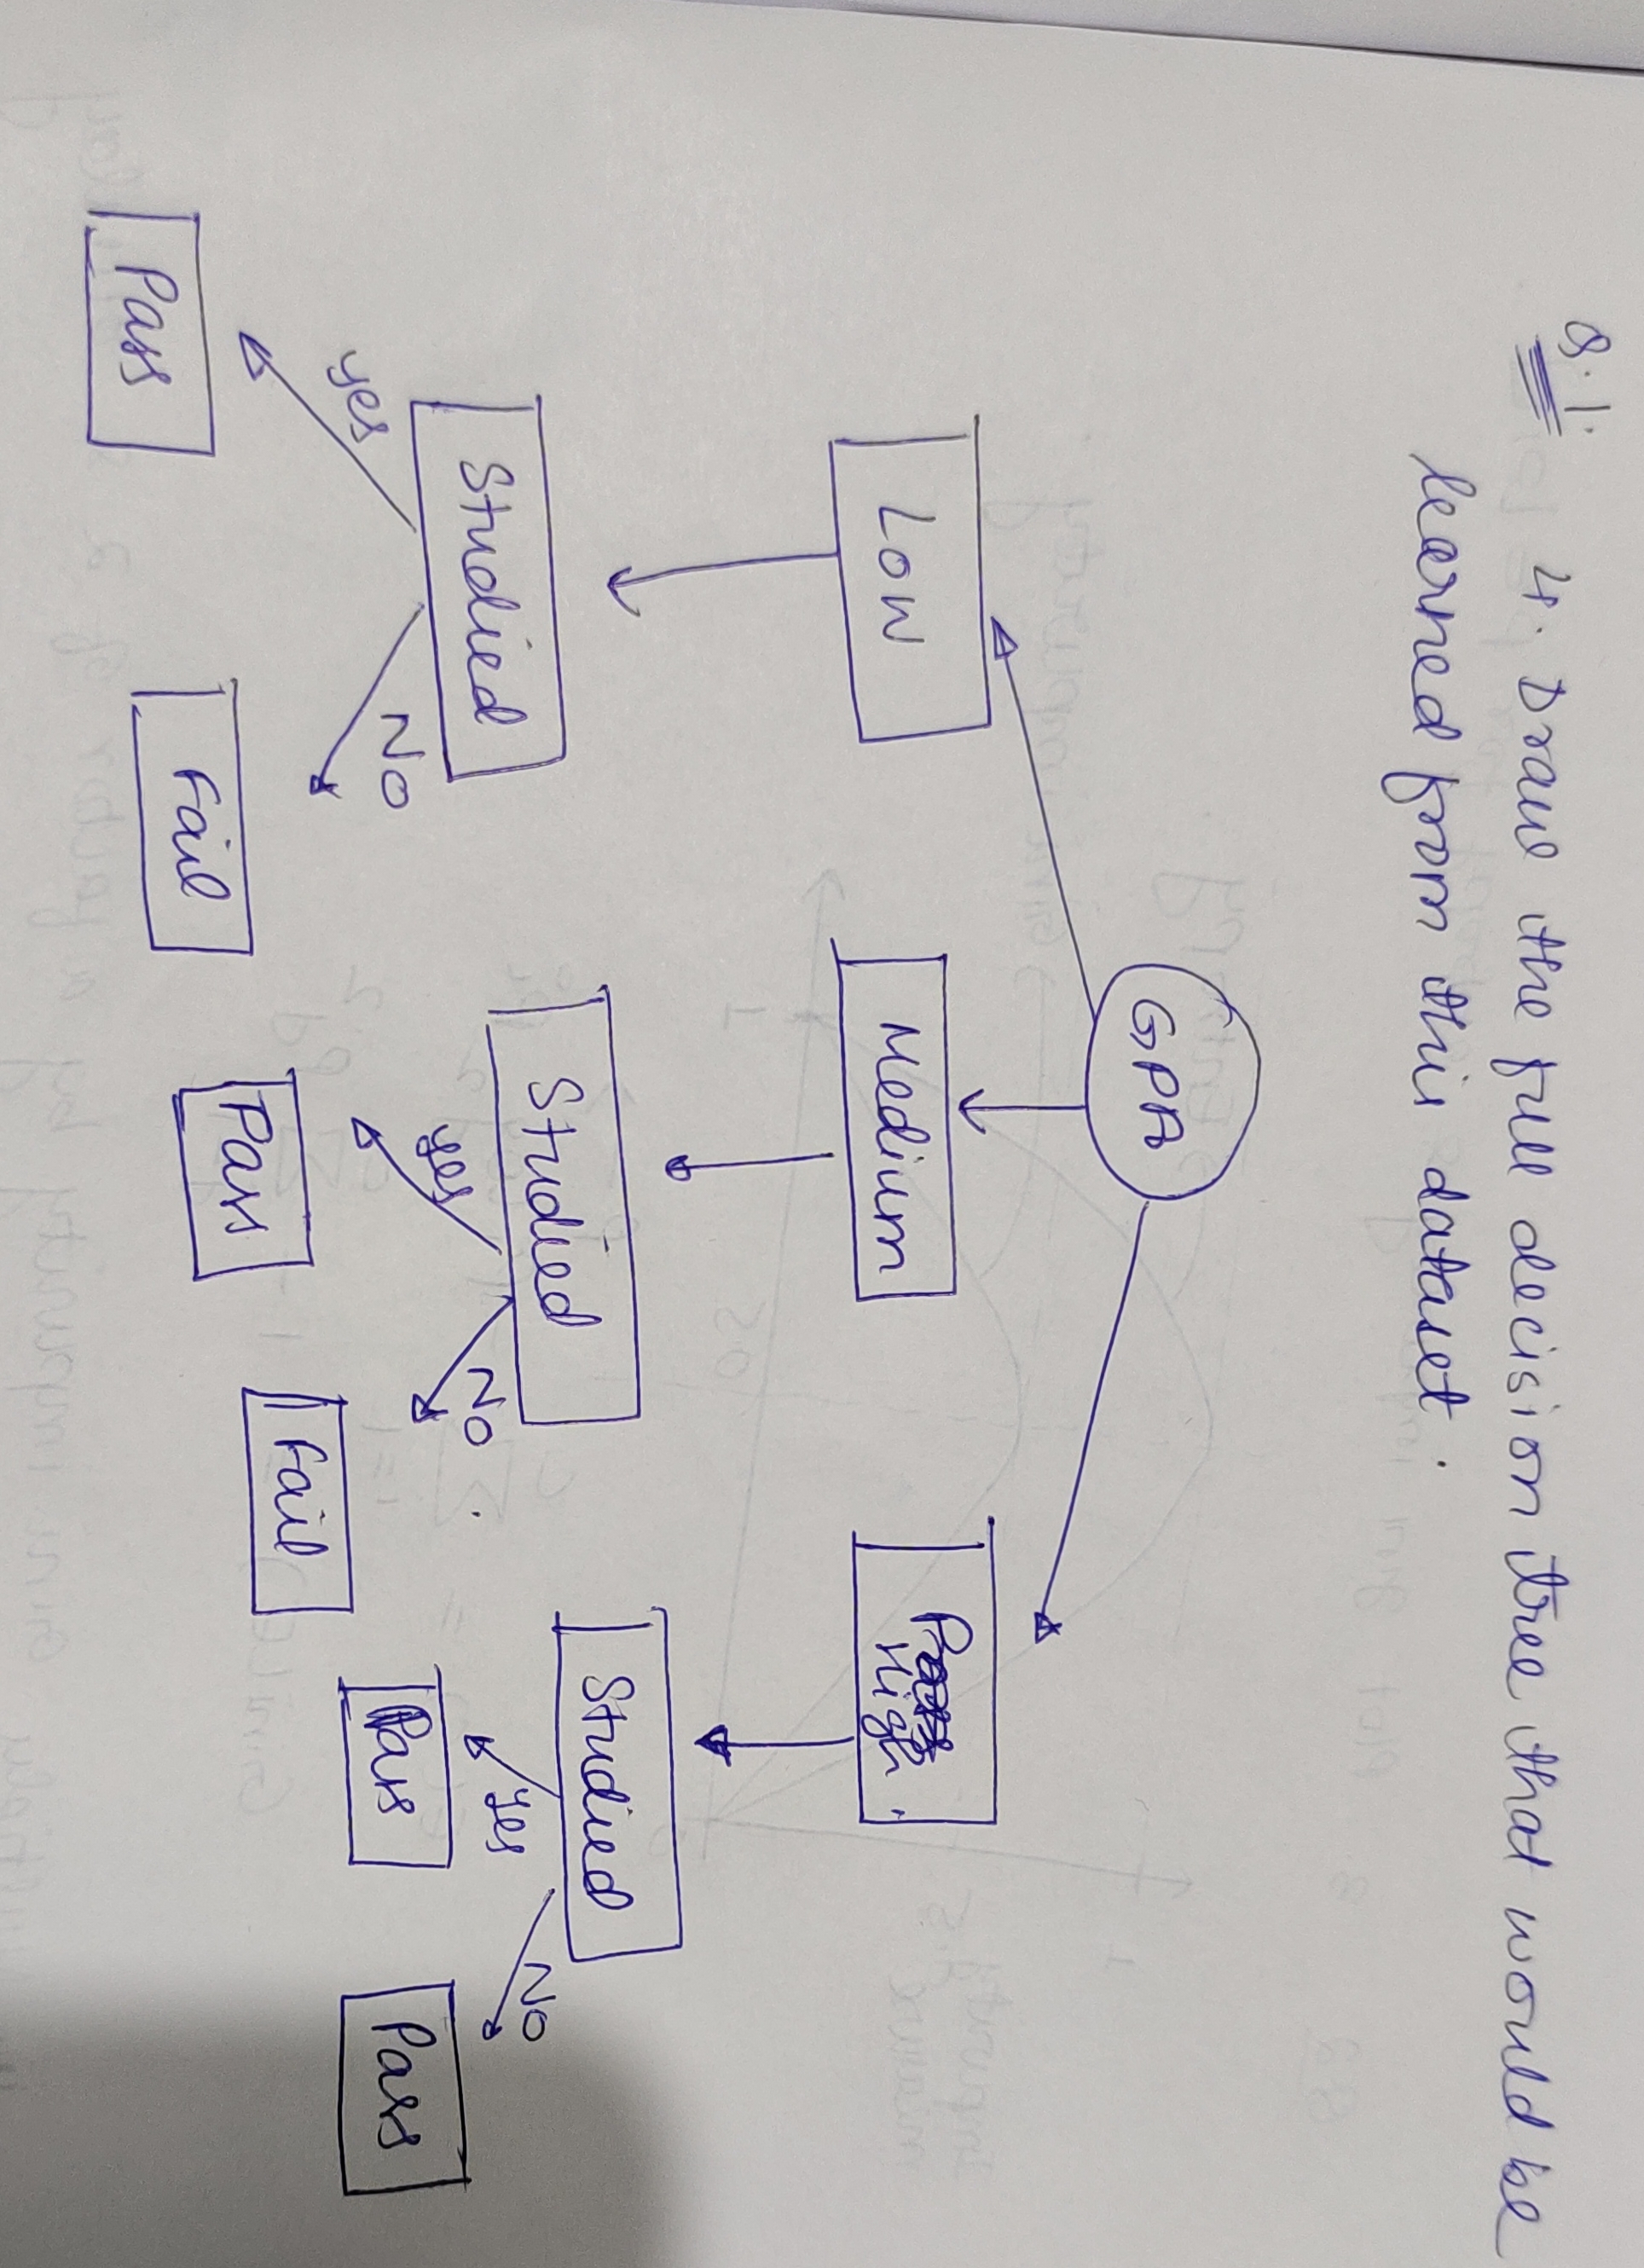 Q.1.
4. Draw the full decision tree that would be
learned from this dataset.
GPA
Low
Medium
High.
Studied
Studied
Studied
yes
No
yes
No
yes
No
Pass
Fail
Pass
Fail
Pass
Pass